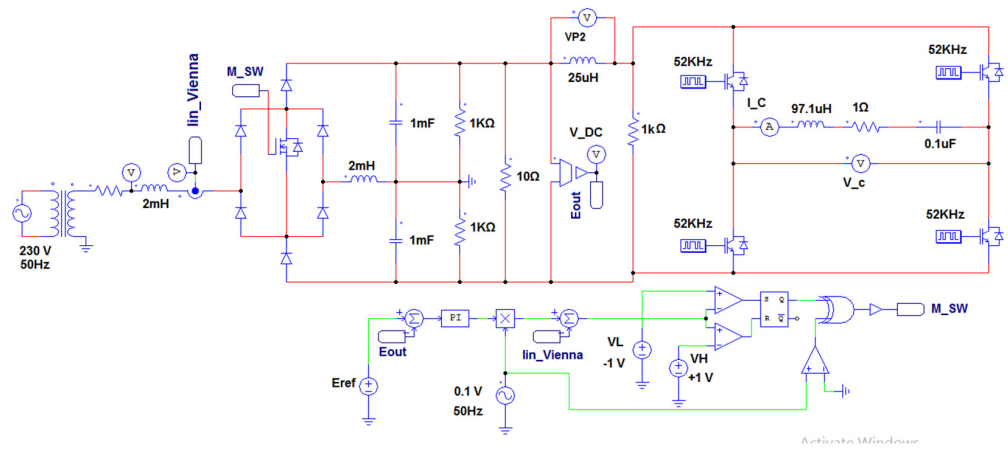 V
VP2
25uH
52KHz
52KHz
M_SW
Iin_Vienna
I_C
97.1uH
1Ω
A
0.1uF
1mF
1KΩ
V_DC
V
1kΩ
2mH
10Ω
V
V_c
V
V
2mH
Eout
230 V
50Hz
1mF
1KΩ
52KHz
52KHz
S Q
R Q
M_SW
PI
Eout
Iin_Vienna
VL
-1 V
VH
+1 V
Eref
0.1 V
50Hz
Activate Windows